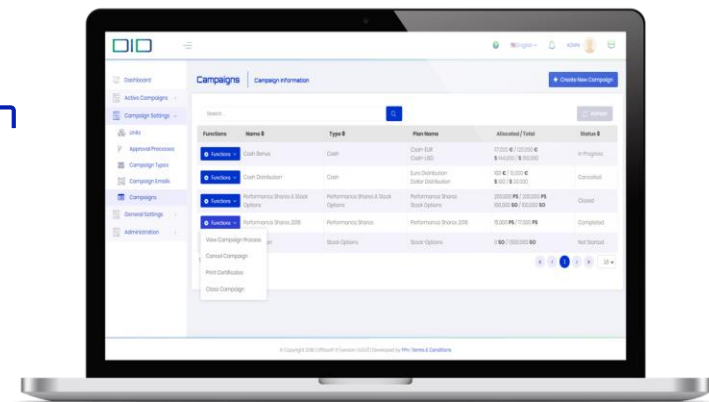 DIO
English
ADMIN
Dashboard
Active Campaigns
Campaign Settings
Units
Approval Processes
Campaign Types
Campaign Emails
Campaigns
General Settings
Administration
Campaigns Campaign Information
+ Create New Campaign
Search...
Refresh
Functions Name Type Plan Name Allocated / Total Status
Functions Cash Bonus Cash Cash EUR In Progress
Cash USD
Functions Cash Distribution Cash Euro Distribution Cancelled
Dollar Distribution
Functions Performance Shares & Stock Options Performance Shares & Stock Options Performance Shares Closed
Stock Options
Functions Performance Shares 2018 Performance Shares Performance Shares 2018 Completed
Stock Options Stock Options Not Started
View Campaign Process
Cancel Campaign
Print Certificates
Close Campaign
1
Terms & Conditions